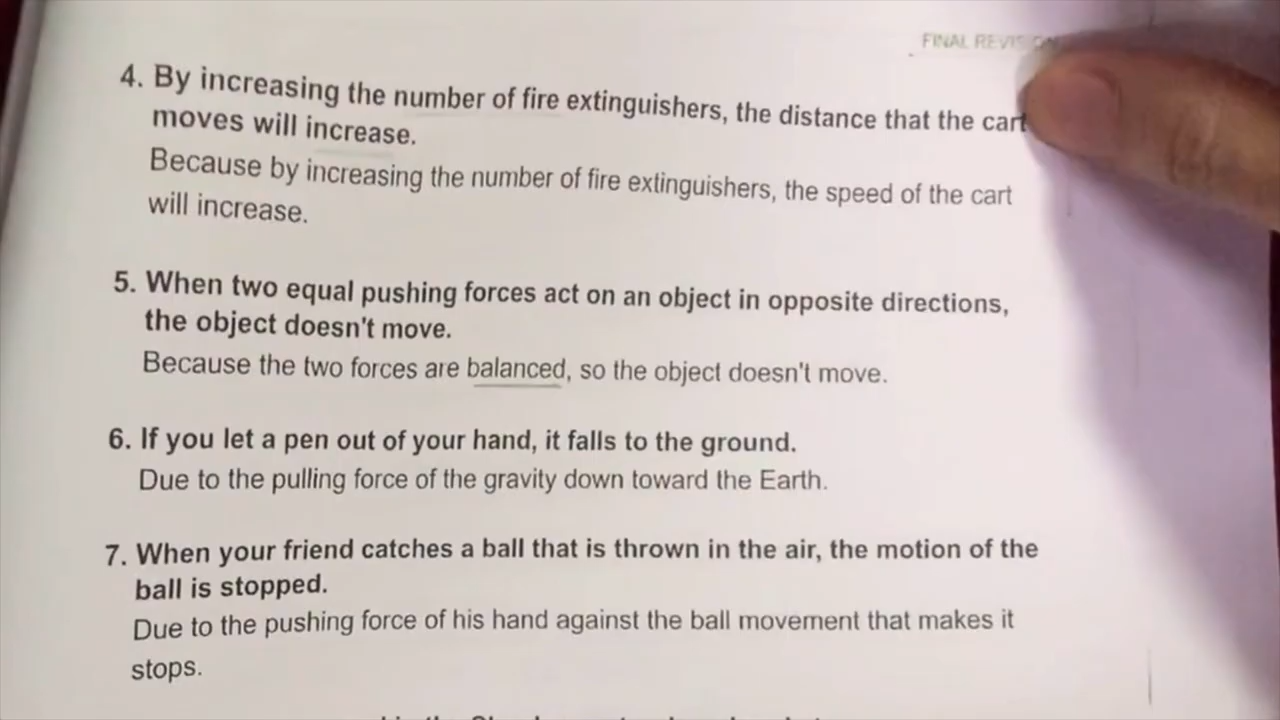 FINAL REVISION
4. By increasing the number of fire extinguishers, the distance that the cart
moves will increase.
Because by increasing the number of fire extinguishers, the speed of the cart
will increase.
5. When two equal pushing forces act on an object in opposite directions,
the object doesn't move.
Because the two forces are balanced, so the object doesn't move.
6. If you let a pen out of your hand, it falls to the ground.
Due to the pulling force of the gravity down toward the Earth.
7. When your friend catches a ball that is thrown in the air, the motion of the
ball is stopped.
Due to the pushing force of his hand against the ball movement that makes it
stops.